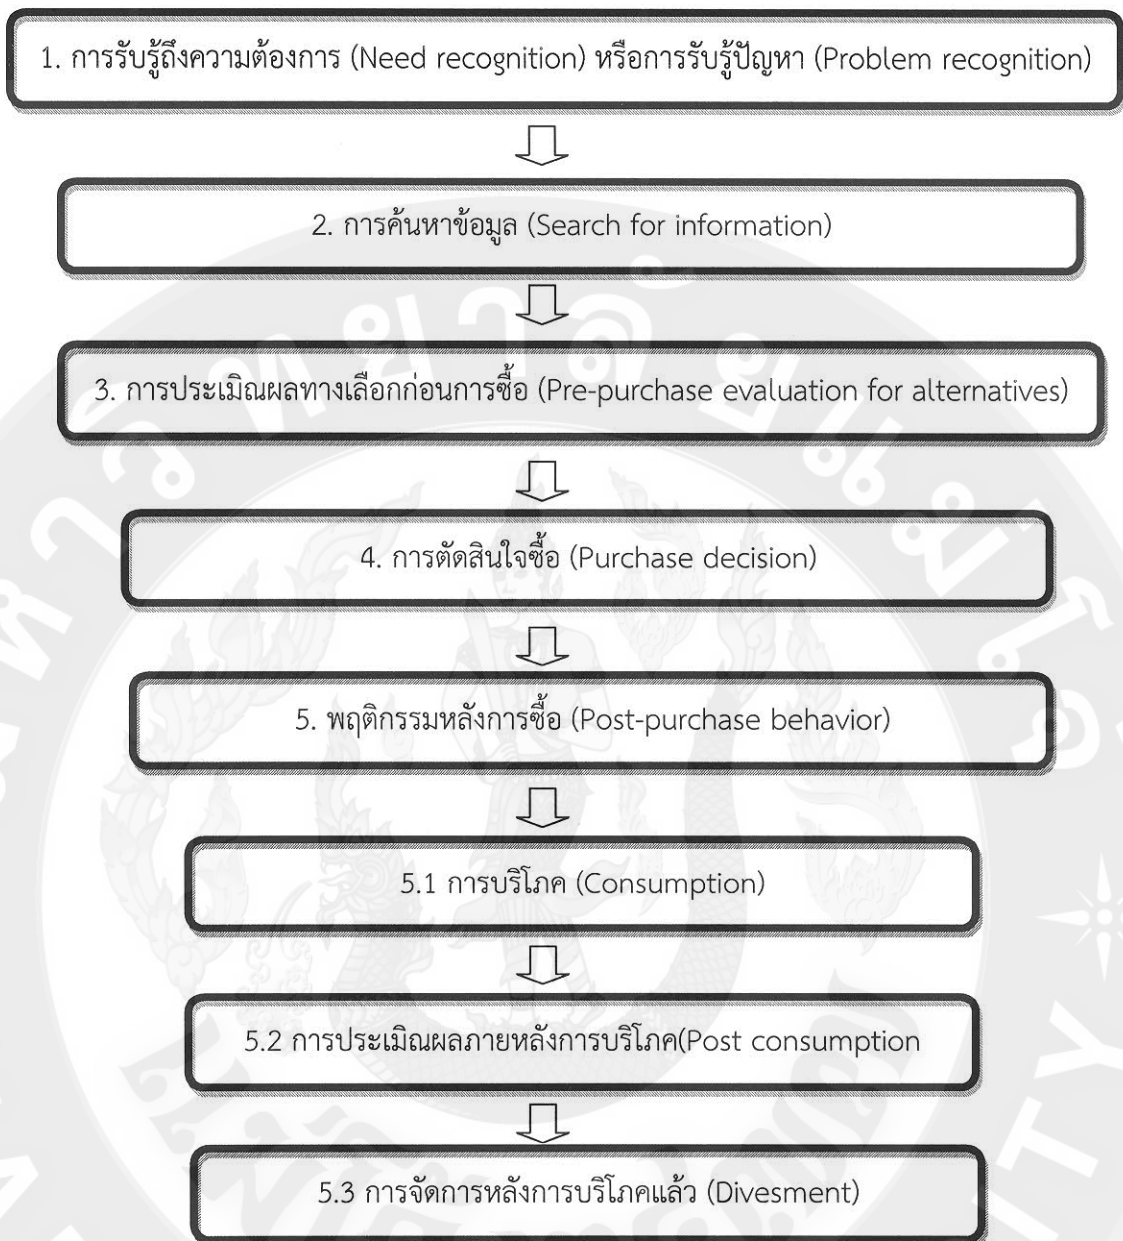 1. การรับรู้ถึงความต้องการ (Need recognition) หรือการรับรู้ปัญหา (Problem recognition)
2. การค้นหาข้อมูล (Search for information)
3. การประเมินผลทางเลือกก่อนการซื้อ (Pre-purchase evaluation for alternatives)
4. การตัดสินใจซื้อ (Purchase decision)
5. พฤติกรรมหลังการซื้อ (Post-purchase behavior)
5.1 การบริโภค (Consumption)
5.2 การประเมินผลภายหลังการบริโภค(Post consumption
5.3 การจัดการหลังการบริโภคแล้ว (Divesment)